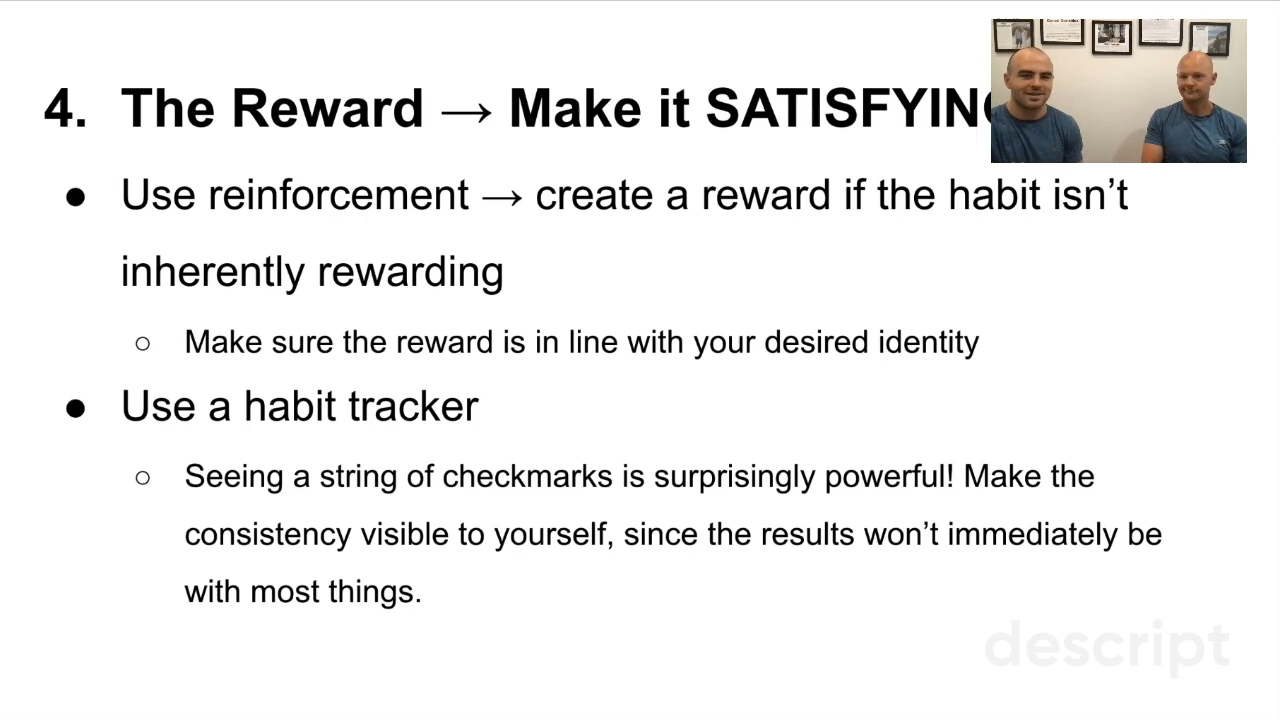 4. The Reward → Make it SATISFYING
● Use reinforcement → create a reward if the habit isn’t
inherently rewarding
○ Make sure the reward is in line with your desired identity
● Use a habit tracker
○ Seeing a string of checkmarks is surprisingly powerful! Make the
consistency visible to yourself, since the results won’t immediately be
with most things.
descript